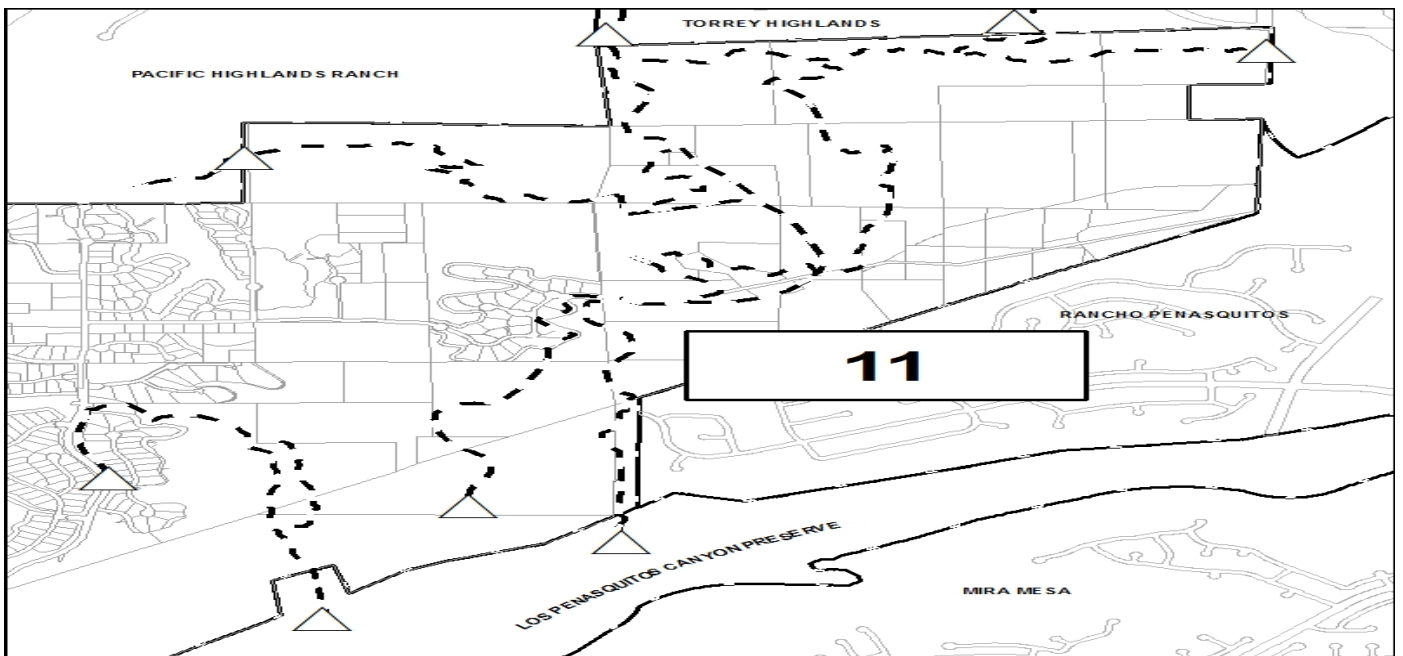 TORREY HIGHLANDS
PACIFIC HIGHLANDS RANCH
RANCHO PENASQUITOS
11
LOS PENASQUITOS CANYON PRESERVE
MIRA MESA